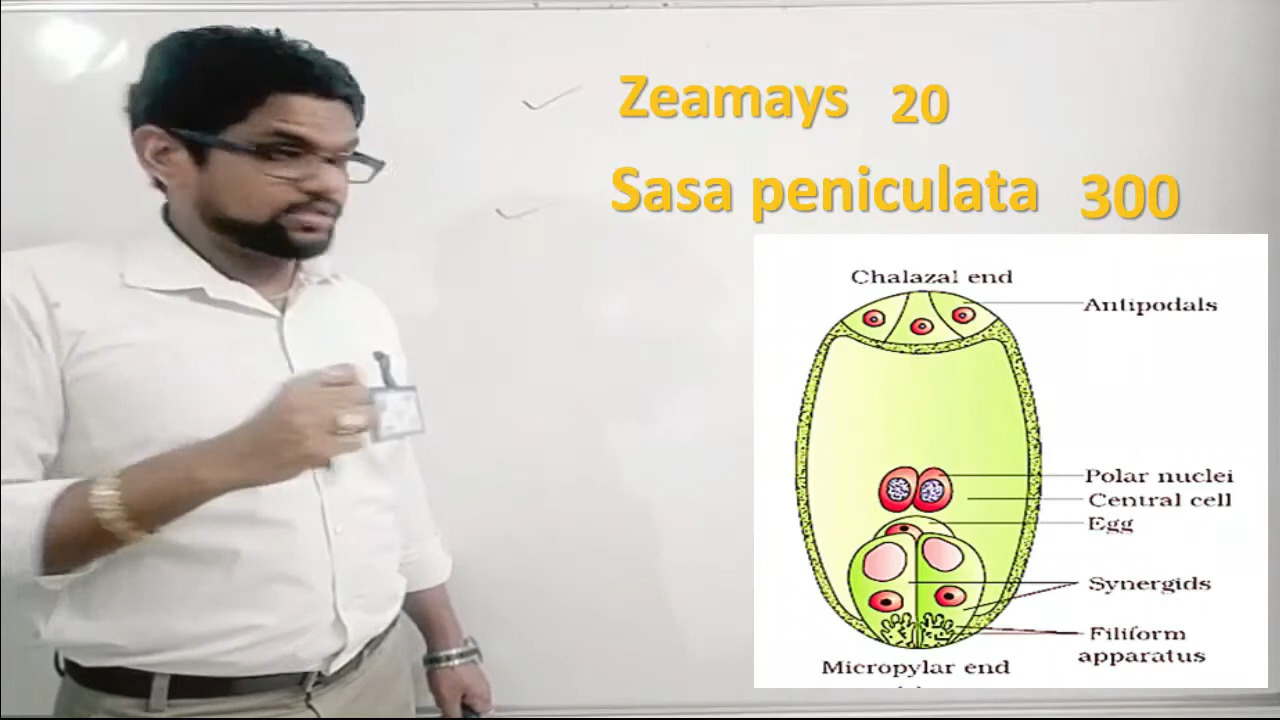 Zeamays 20
Sasa peniculata 300
Chalazal end
Antipodals
Polar nuclei
Central cell
Egg
Synergids
Filiform
apparatus
Micropylar end